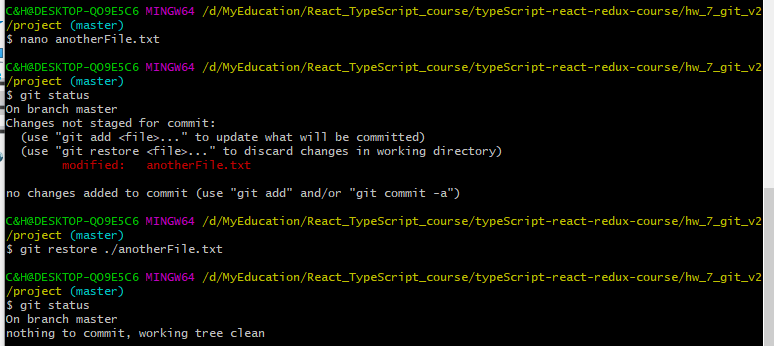 C&H@DESKTOP-QO9E5C6 MINGW64 /d/MyEducation/React_TypeScript_course/typeScript-react-redux-course/hw_7_git_v2
/project (master)
$ nano anotherFile.txt
C&H@DESKTOP-QO9E5C6 MINGW64 /d/MyEducation/React_TypeScript_course/typeScript-react-redux-course/hw_7_git_v2
/project (master)
$ git status
On branch master
Changes not staged for commit:
  (use "git add <file>..." to update what will be committed)
  (use "git restore <file>..." to discard changes in working directory)
        modified:   anotherFile.txt
no changes added to commit (use "git add" and/or "git commit -a")
C&H@DESKTOP-QO9E5C6 MINGW64 /d/MyEducation/React_TypeScript_course/typeScript-react-redux-course/hw_7_git_v2
/project (master)
$ git restore ./anotherFile.txt
C&H@DESKTOP-QO9E5C6 MINGW64 /d/MyEducation/React_TypeScript_course/typeScript-react-redux-course/hw_7_git_v2
/project (master)
$ git status
On branch master
nothing to commit, working tree clean